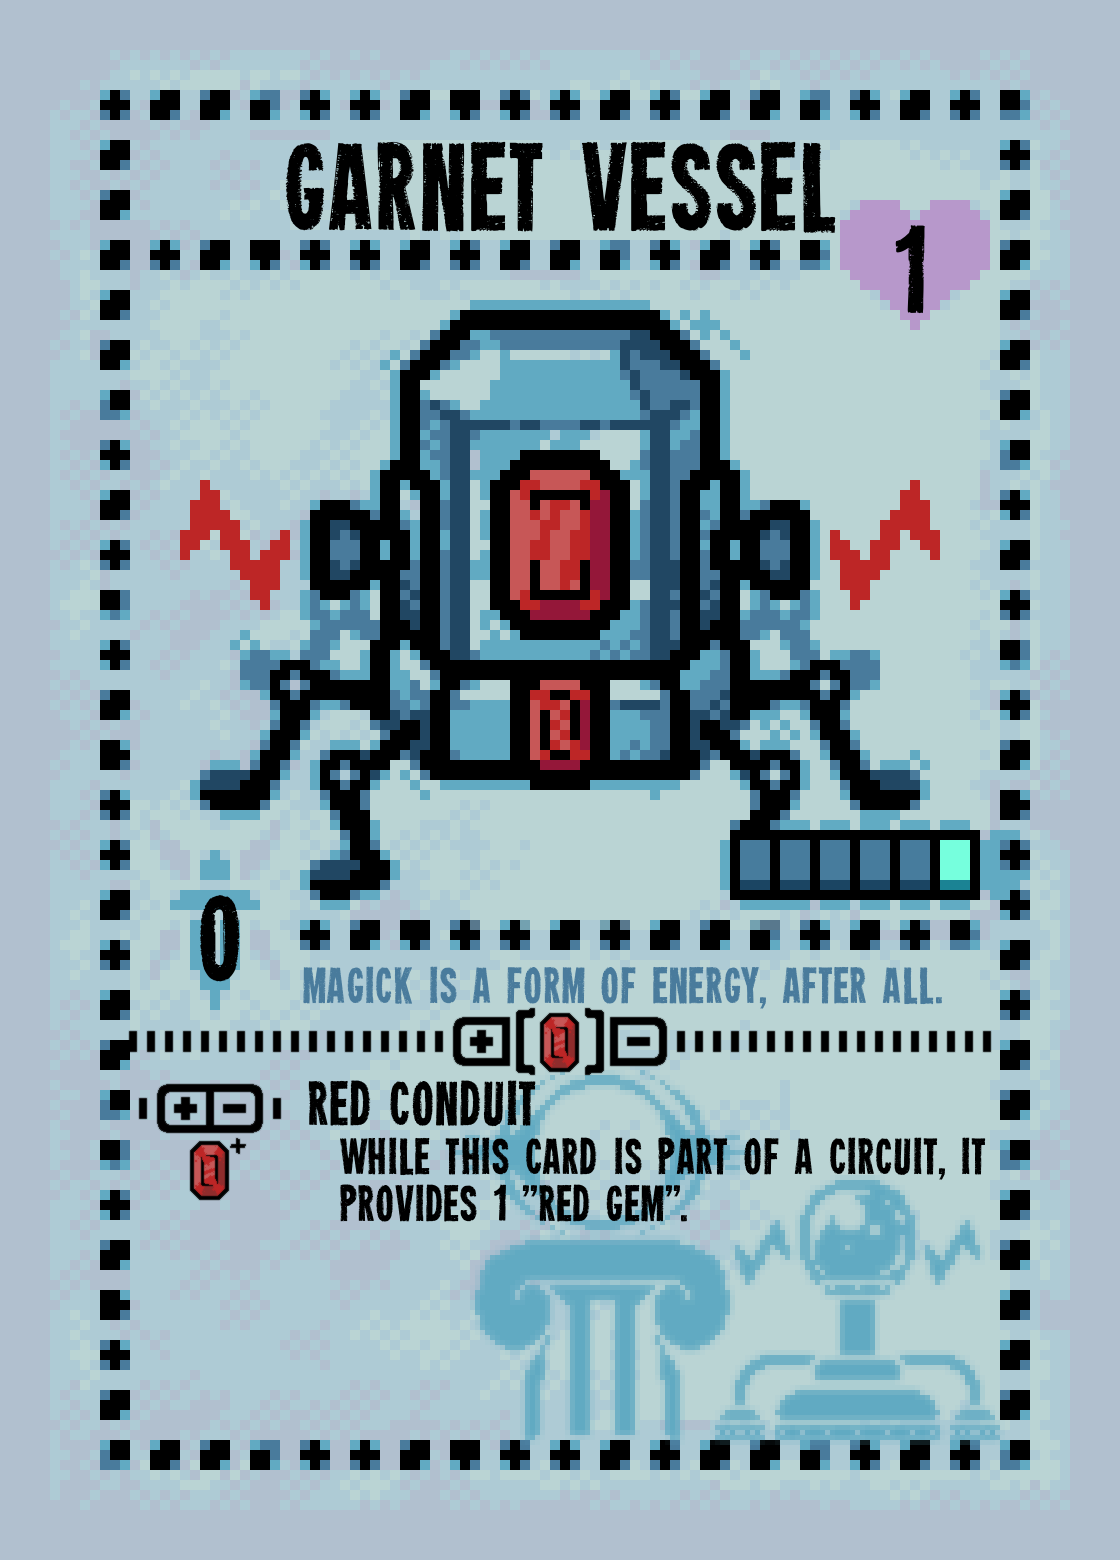 GARNET VESSEL
1
0
MAGICK IS A FORM OF ENERGY, AFTER ALL.
RED CONDUIT
WHILE THIS CARD IS PART OF A CIRCUIT, IT
PROVIDES 1 "RED GEM".